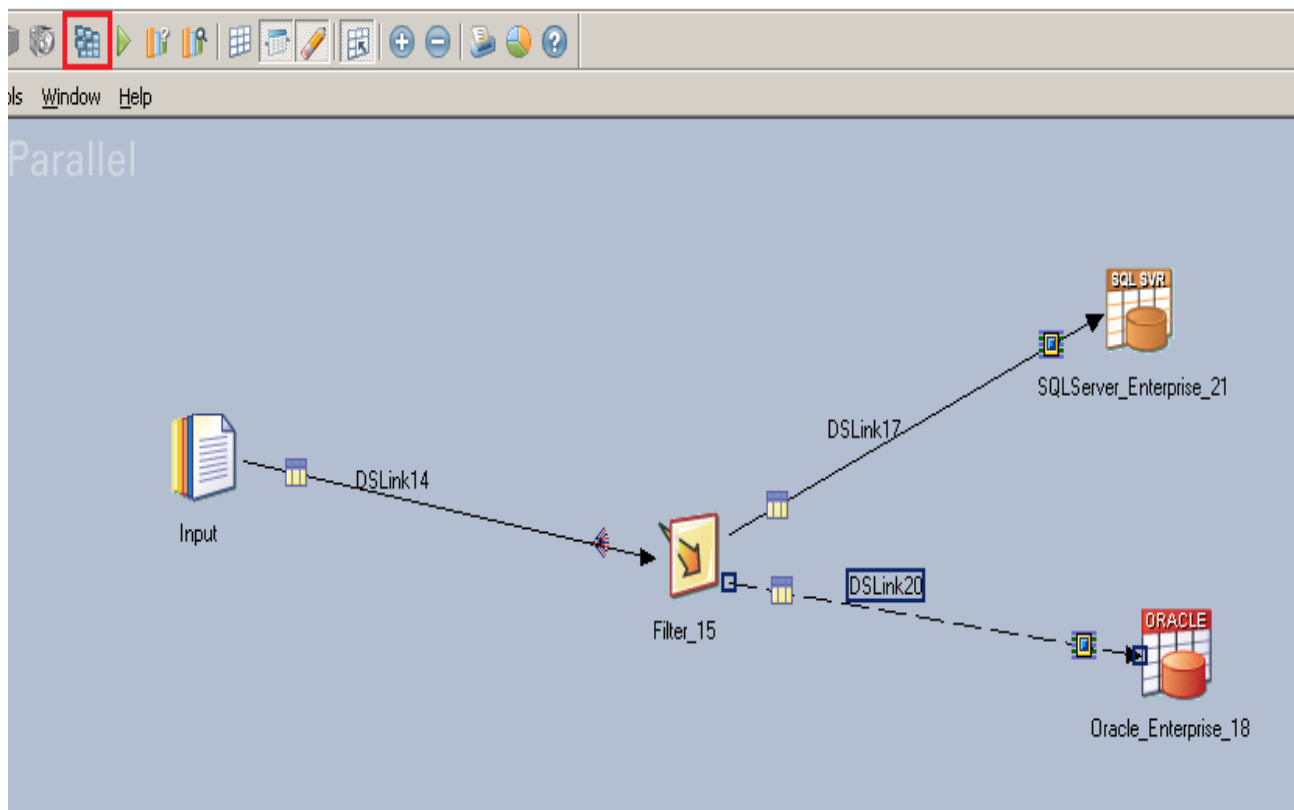 ols Window Help
Parallel
SQL SVR
SQLServer_Enterprise_21
DSLink17
DSLink14
Input
DSLink20
Filter_15
ORACLE
Oracle_Enterprise_18